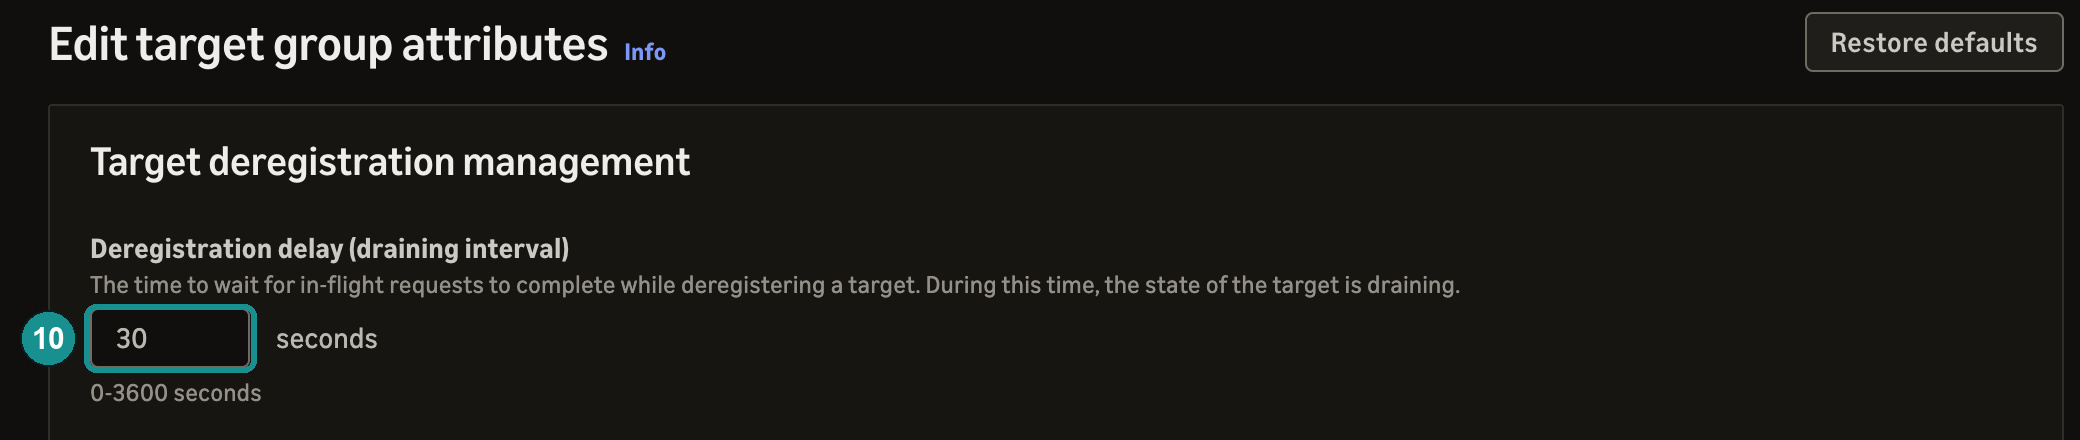 Edit target group attributes Info
Restore defaults
Target deregistration management
Deregistration delay (draining interval)
The time to wait for in-flight requests to complete while deregistering a target. During this time, the state of the target is draining.
10 30 seconds
0-3600 seconds